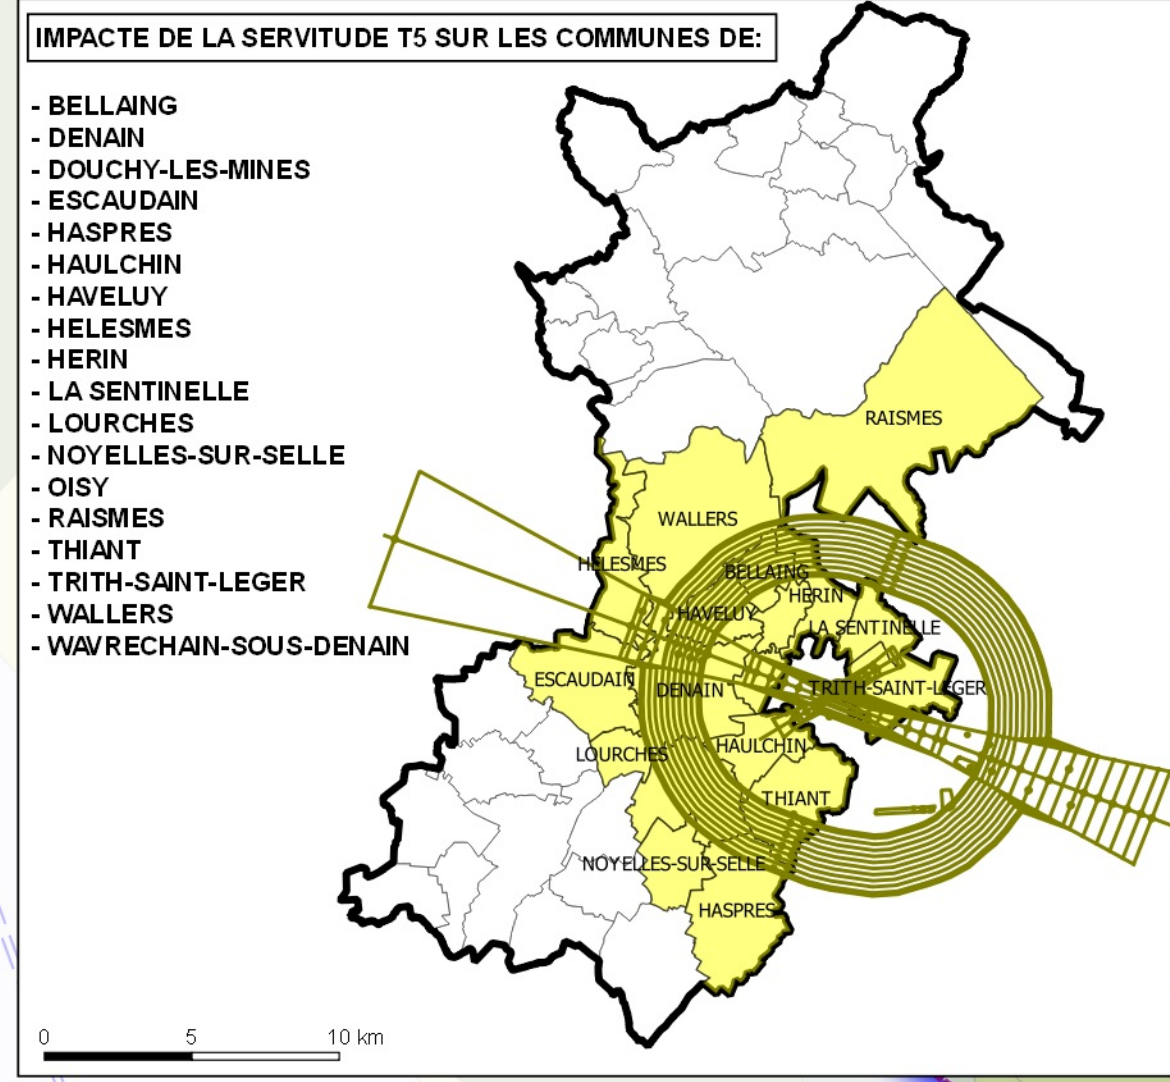 IMPACTE DE LA SERVITUDE T5 SUR LES COMMUNES DE:
- BELLAING
- DENAIN
- DOUCHY-LES-MINES
- ESCAUDAIN
- HASPRES
- HAULCHIN
- HAVELUY
- HELESMES
- HERIN
- LA SENTINELLE
- LOURCHES
- NOYELLES-SUR-SELLE
- OISY
- RAISMES
- THIANT
- TRITH-SAINT-LEGER
- WALLERS
- WAVRECHAIN-SOUS-DENAIN
RAISMES
WALLERS
HELESMES
BELLAING
HERIN
HAVELUY
LA SENTINELLE
ESCAUDAIN
DENAIN
TRITH-SAINT-LEGER
HAULCHIN
LOURCHES
THIANT
NOYELLES-SUR-SELLE
HASPRES
0 5 10 km